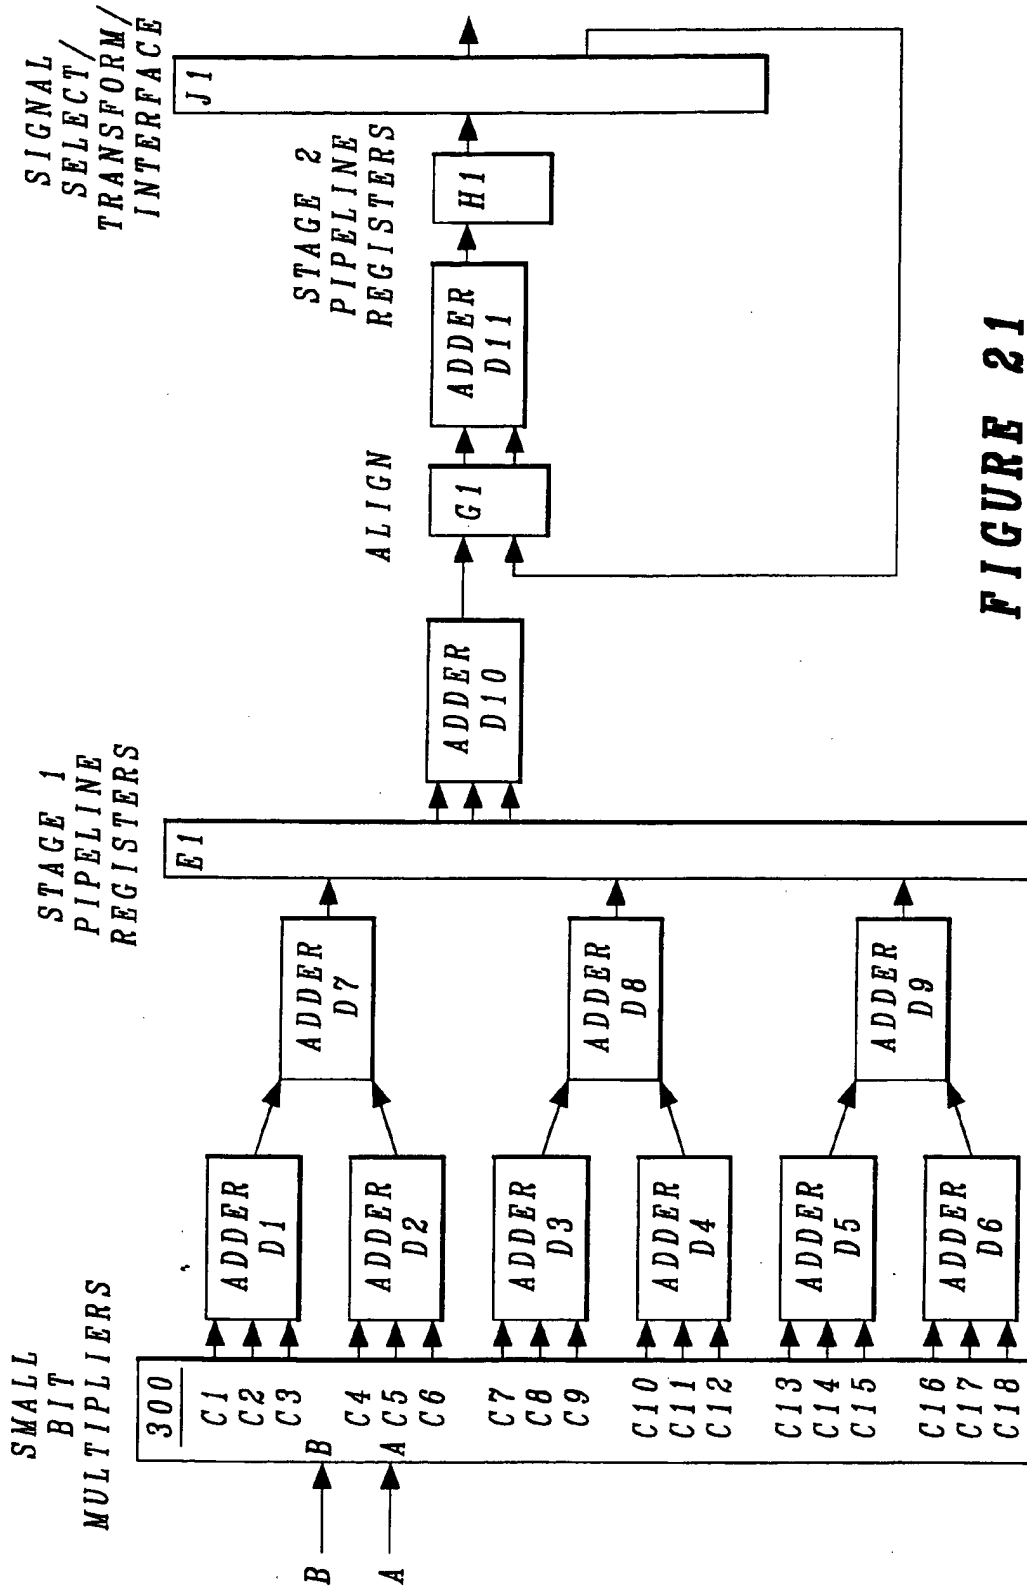 SMALL
BIT
MULTIPLIERS
300
C1
C2
C3
C4
C5
C6
C7
C8
C9
C10
C11
C12
C13
C14
C15
C16
C17
C18
B
A
B
A
ADDER
D1
ADDER
D2
ADDER
D3
ADDER
D4
ADDER
D5
ADDER
D6
ADDER
D7
ADDER
D8
ADDER
D9
STAGE 1
PIPELINE
REGISTERS
E1
ADDER
D10
ALIGN
G1
ADDER
D11
STAGE 2
PIPELINE
REGISTERS
H1
SIGNAL
SELECT/
TRANSFORM/
INTERFACE
J1
FIGURE 21